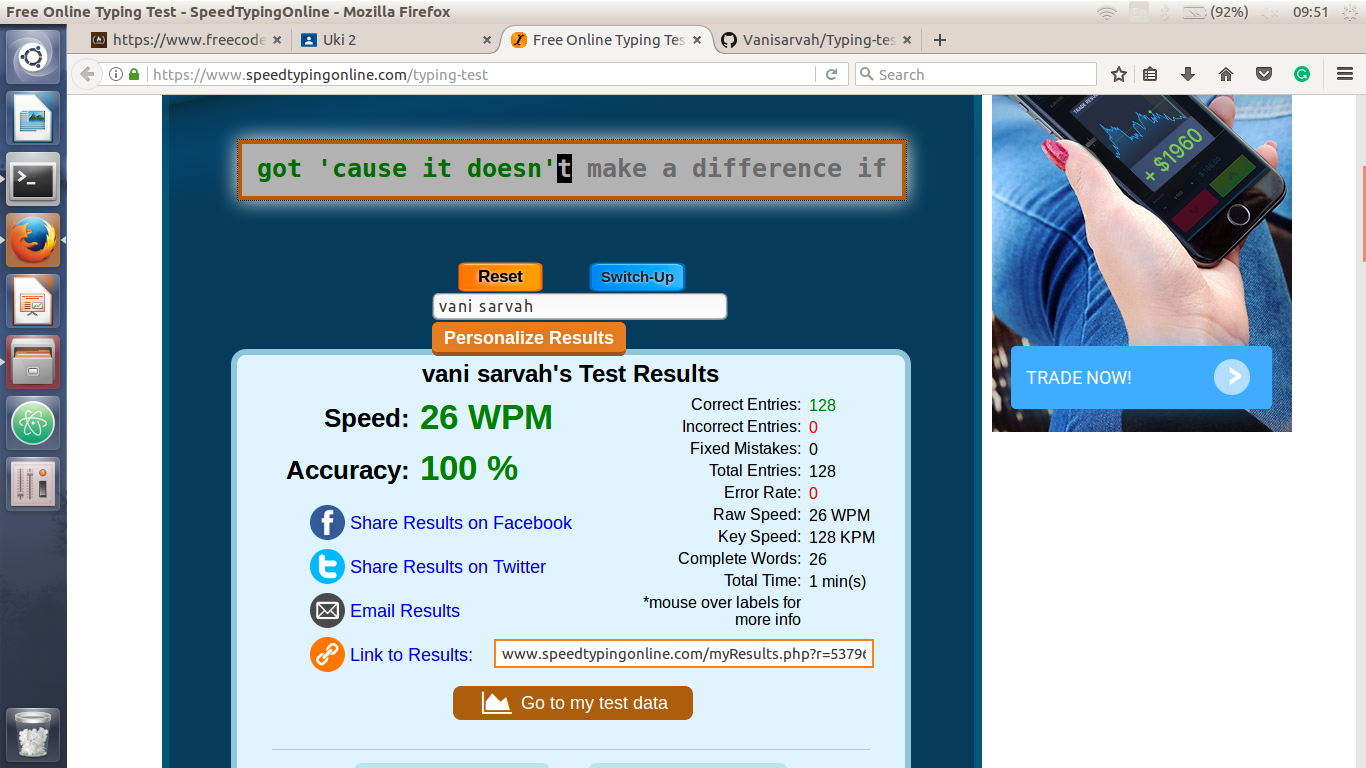 Free Online Typing Test - SpeedTypingOnline - Mozilla Firefox
(92%) 09:51
https://www.freecode
Uki 2
Free Online Typing Tes
Vanisarvah/Typing-tes
https://www.speedtypingonline.com/typing-test
Search
got 'cause it doesn't make a difference if
Reset
Switch-Up
vani sarvah
Personalize Results
vani sarvah's Test Results
Speed: 26 WPM
Accuracy: 100 %
Share Results on Facebook
Share Results on Twitter
Email Results
Link to Results:
www.speedtypingonline.com/myResults.php?r=53796
Correct Entries: 128
Incorrect Entries: 0
Fixed Mistakes: 0
Total Entries: 128
Error Rate: 0
Raw Speed: 26 WPM
Key Speed: 128 KPM
Complete Words: 26
Total Time: 1 min(s)
*mouse over labels for
more info
Go to my test data
+ $1960
TRADE NOW!